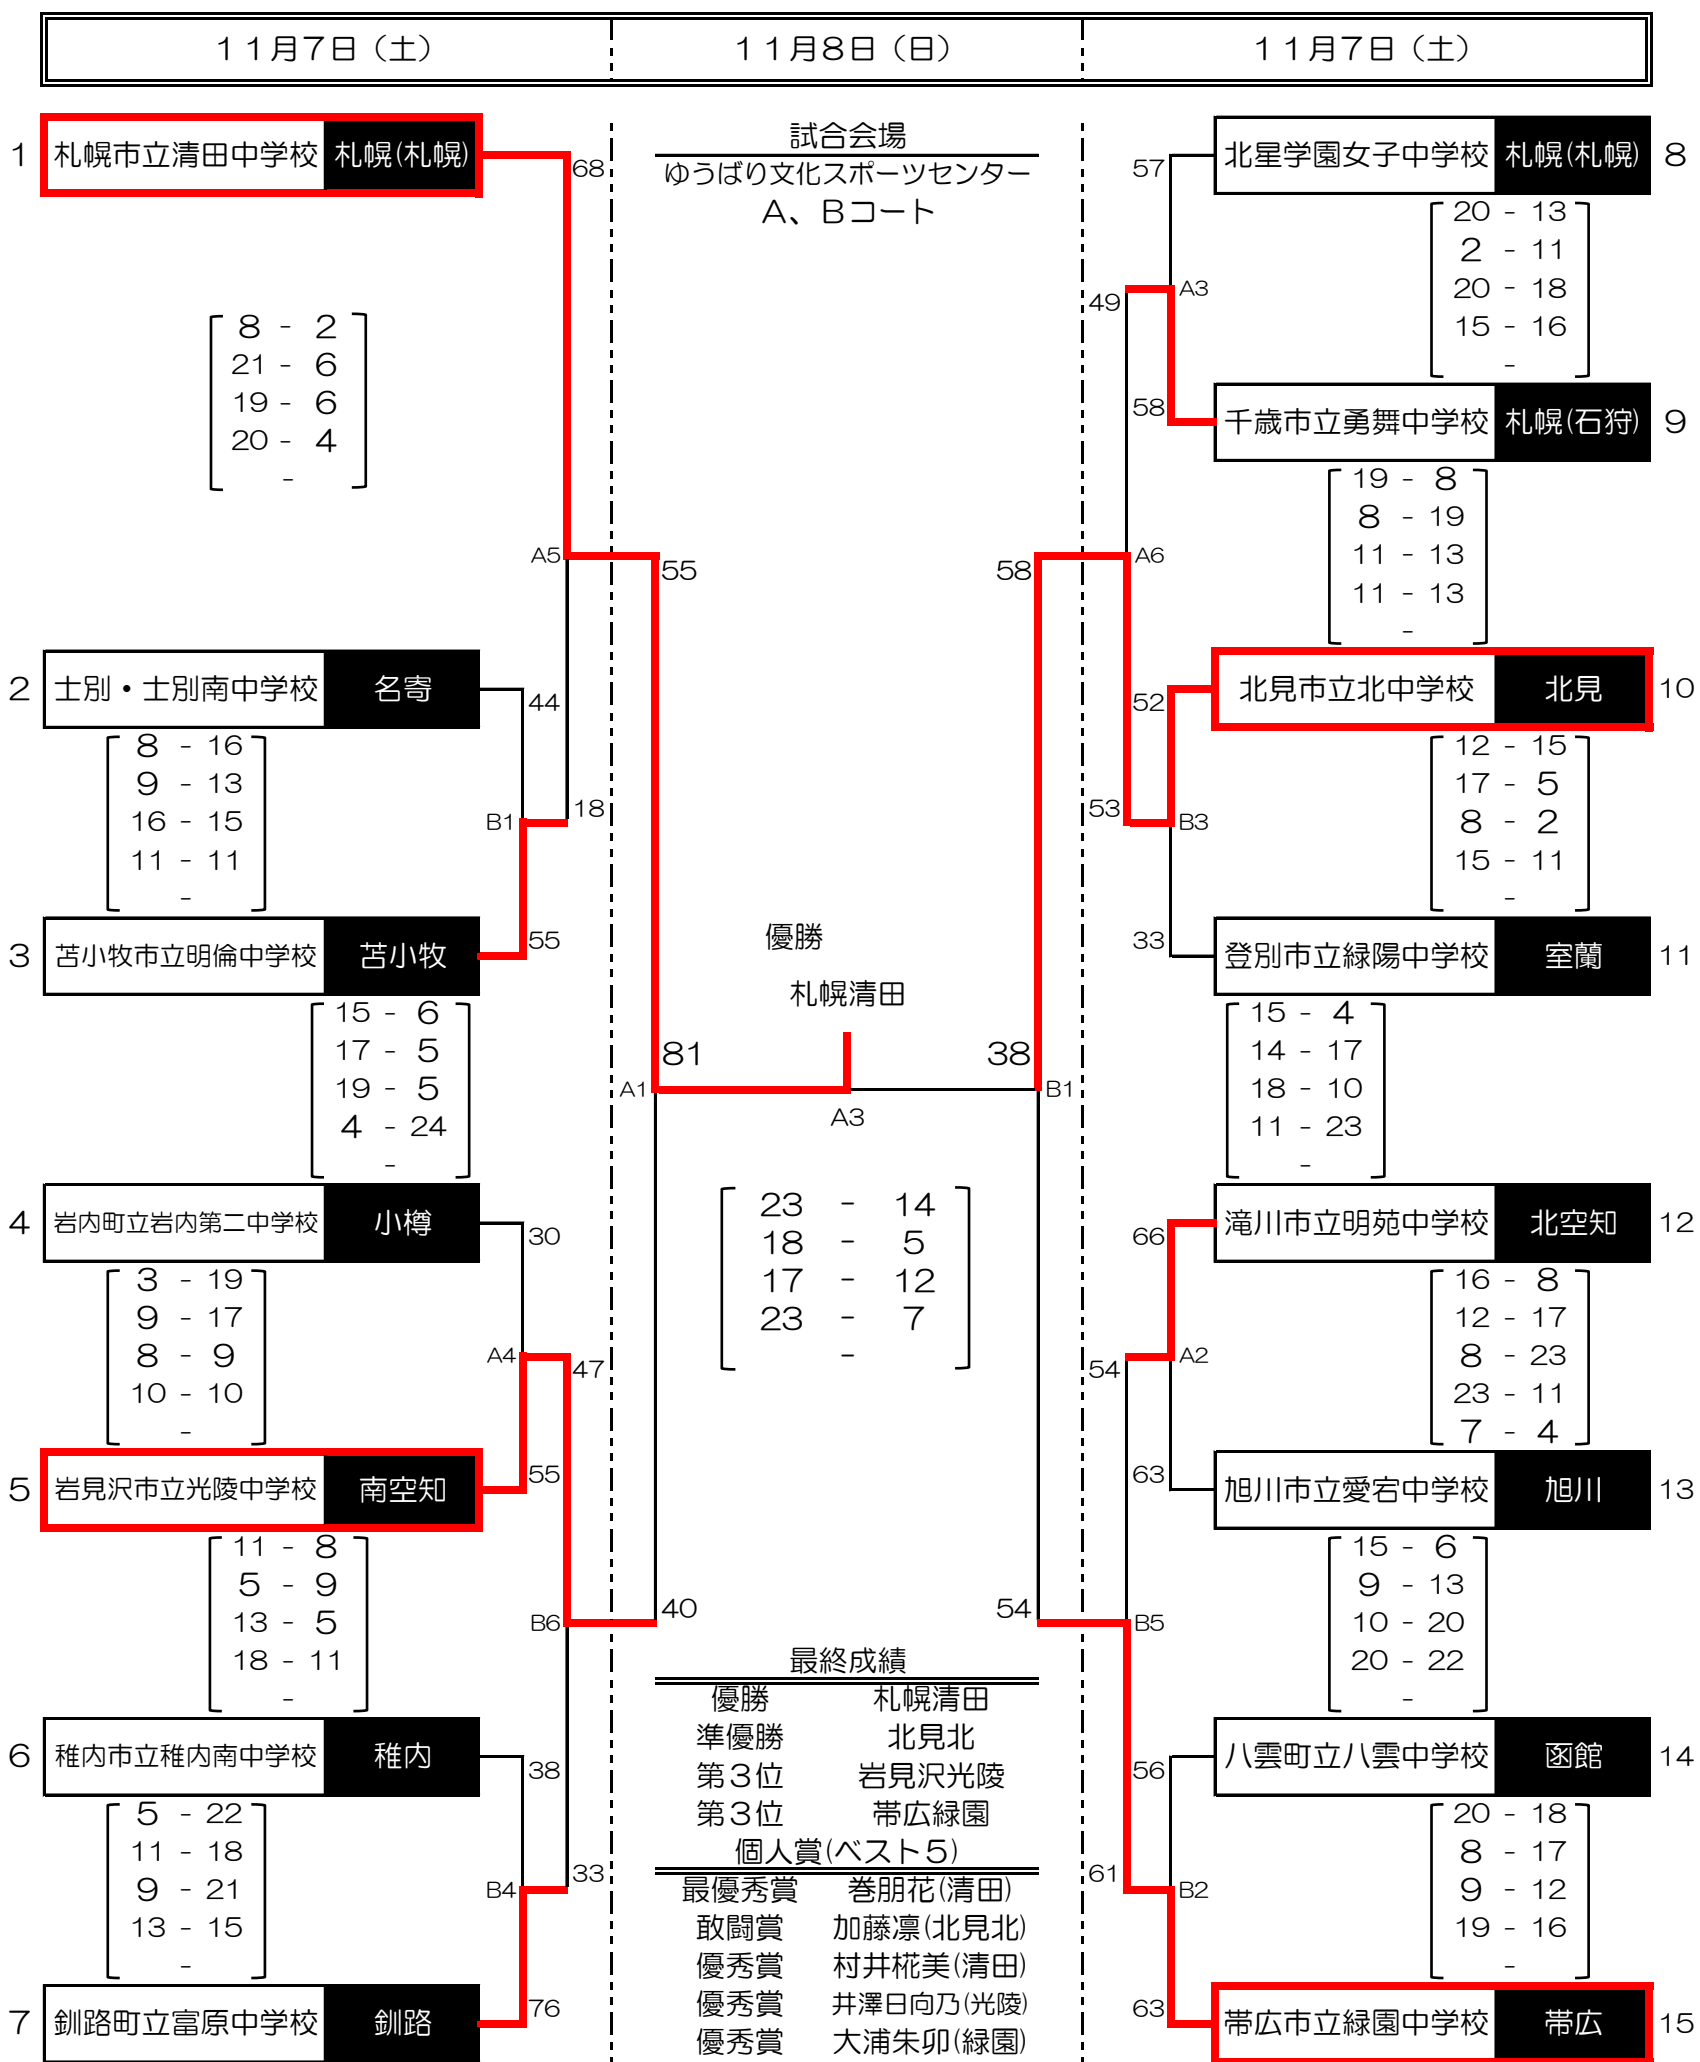 11月7日（土）
11月8日（日）
11月7日（土）
1 札幌市立清田中学校 札幌(札幌)
68
8 - 2
21 - 6
19 - 6
20 - 4
-
A5
2 士別・士別南中学校 名寄
44
8 - 16
9 - 13
16 - 15
11 - 11
-
B1
18
3 苫小牧市立明倫中学校 苫小牧
55
15 - 6
17 - 5
19 - 5
4 - 24
-
4 岩内町立岩内第二中学校 小樽
30
3 - 19
9 - 17
8 - 9
10 - 10
-
A4
47
5 岩見沢市立光陵中学校 南空知
55
11 - 8
5 - 9
13 - 5
18 - 11
-
B6
6 稚内市立稚内南中学校 稚内
38
5 - 22
11 - 18
9 - 21
13 - 15
-
B4
33
7 釧路町立富原中学校 釧路
76
試合会場
ゆうばり文化スポーツセンター
A、Bコート
55
58
優勝
札幌清田
81
38
A1
A3
B1
23 - 14
18 - 5
17 - 12
23 - 7
-
40
54
最終成績
優勝 札幌清田
準優勝 北見北
第3位 岩見沢光陵
第3位 帯広緑園
個人賞(ベスト5)
最優秀賞 巻朋花(清田)
敢闘賞 加藤凛(北見北)
優秀賞 村井椛美(清田)
優秀賞 井澤日向乃(光陵)
優秀賞 大浦朱卯(緑園)
57
北星学園女子中学校 札幌(札幌) 8
20 - 13
2 - 11
20 - 18
15 - 16
-
49
A3
58
千歳市立勇舞中学校 札幌(石狩) 9
19 - 8
8 - 19
11 - 13
11 - 13
-
A6
52
北見市立北中学校 北見 10
12 - 15
17 - 5
8 - 2
15 - 11
-
53
B3
33
登別市立緑陽中学校 室蘭 11
15 - 4
14 - 17
18 - 10
11 - 23
-
66
滝川市立明苑中学校 北空知 12
16 - 8
12 - 17
8 - 23
23 - 11
7 - 4
54
A2
63
旭川市立愛宕中学校 旭川 13
15 - 6
9 - 13
10 - 20
20 - 22
-
B5
56
八雲町立八雲中学校 函館 14
20 - 18
8 - 17
9 - 12
19 - 16
-
61
B2
63
帯広市立緑園中学校 帯広 15